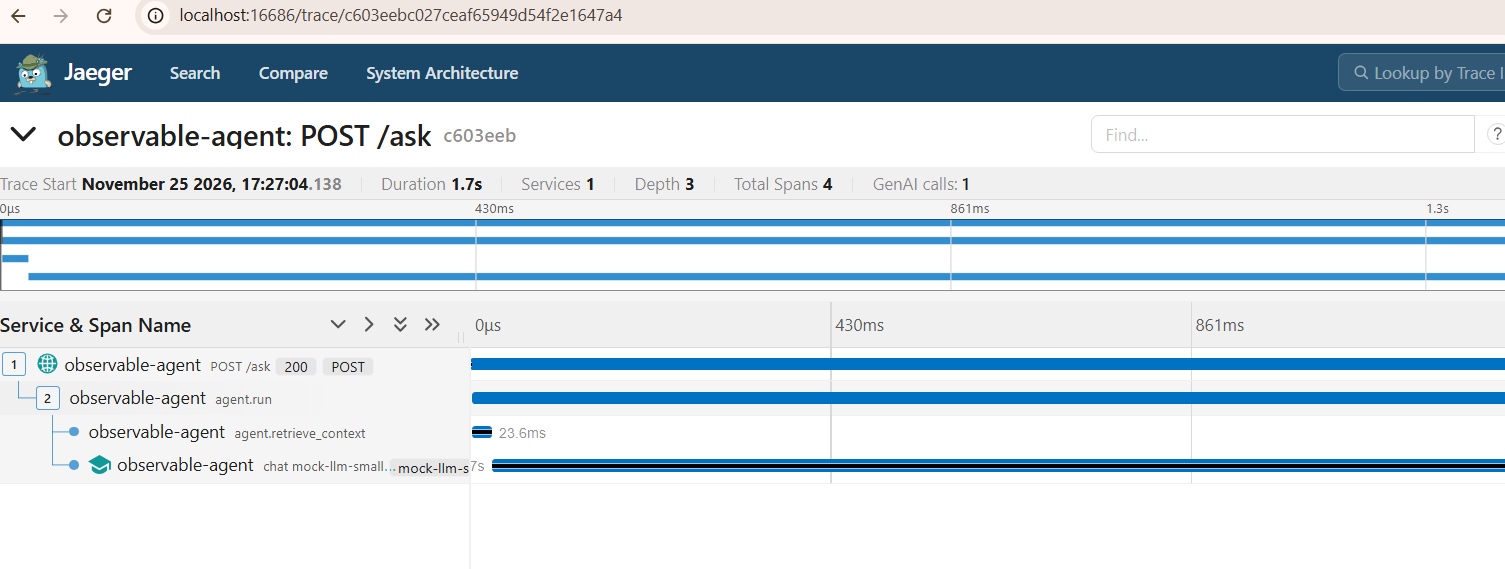 localhost:16686/trace/c603eebc027ceaf65949d54f2e1647a4
Jaeger Search Compare System Architecture Lookup by Trace I
observable-agent: POST /ask c603eeb Find... ?
Trace Start November 25 2026, 17:27:04.138 Duration 1.7s Services 1 Depth 3 Total Spans 4 GenAI calls: 1
0μs 430ms 861ms 1.3s
Service & Span Name 0μs 430ms 861ms
1 observable-agent POST /ask 200 POST
2 observable-agent agent.run
observable-agent agent.retrieve_context 23.6ms
observable-agent chat mock-llm-small... mock-llm-s 7s